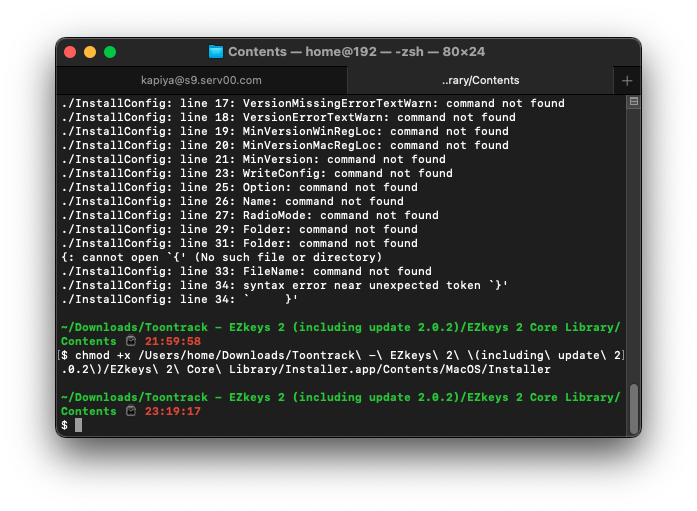 Contents — home@192 — -zsh — 80×24
kapiya@s9.serv00.com
..rary/Contents
./InstallConfig: line 17: VersionMissingErrorTextWarn: command not found
./InstallConfig: line 18: VersionErrorTextWarn: command not found
./InstallConfig: line 19: MinVersionWinRegLoc: command not found
./InstallConfig: line 20: MinVersionMacRegLoc: command not found
./InstallConfig: line 21: MinVersion: command not found
./InstallConfig: line 23: WriteConfig: command not found
./InstallConfig: line 25: Option: command not found
./InstallConfig: line 26: Name: command not found
./InstallConfig: line 27: RadioMode: command not found
./InstallConfig: line 29: Folder: command not found
./InstallConfig: line 31: Folder: command not found
{: cannot open `{' (No such file or directory)
./InstallConfig: line 33: FileName: command not found
./InstallConfig: line 34: syntax error near unexpected token `}'
./InstallConfig: line 34: `     }'
~/Downloads/Toontrack - EZkeys 2 (including update 2.0.2)/EZkeys 2 Core Library/
Contents 21:59:58
[$ chmod +x /Users/home/Downloads/Toontrack\ -\ EZkeys\ 2\ \(including\ update\ 2]
.0.2\)/EZkeys\ 2\ Core\ Library/Installer.app/Contents/MacOS/Installer
~/Downloads/Toontrack - EZkeys 2 (including update 2.0.2)/EZkeys 2 Core Library/
Contents 23:19:17
$